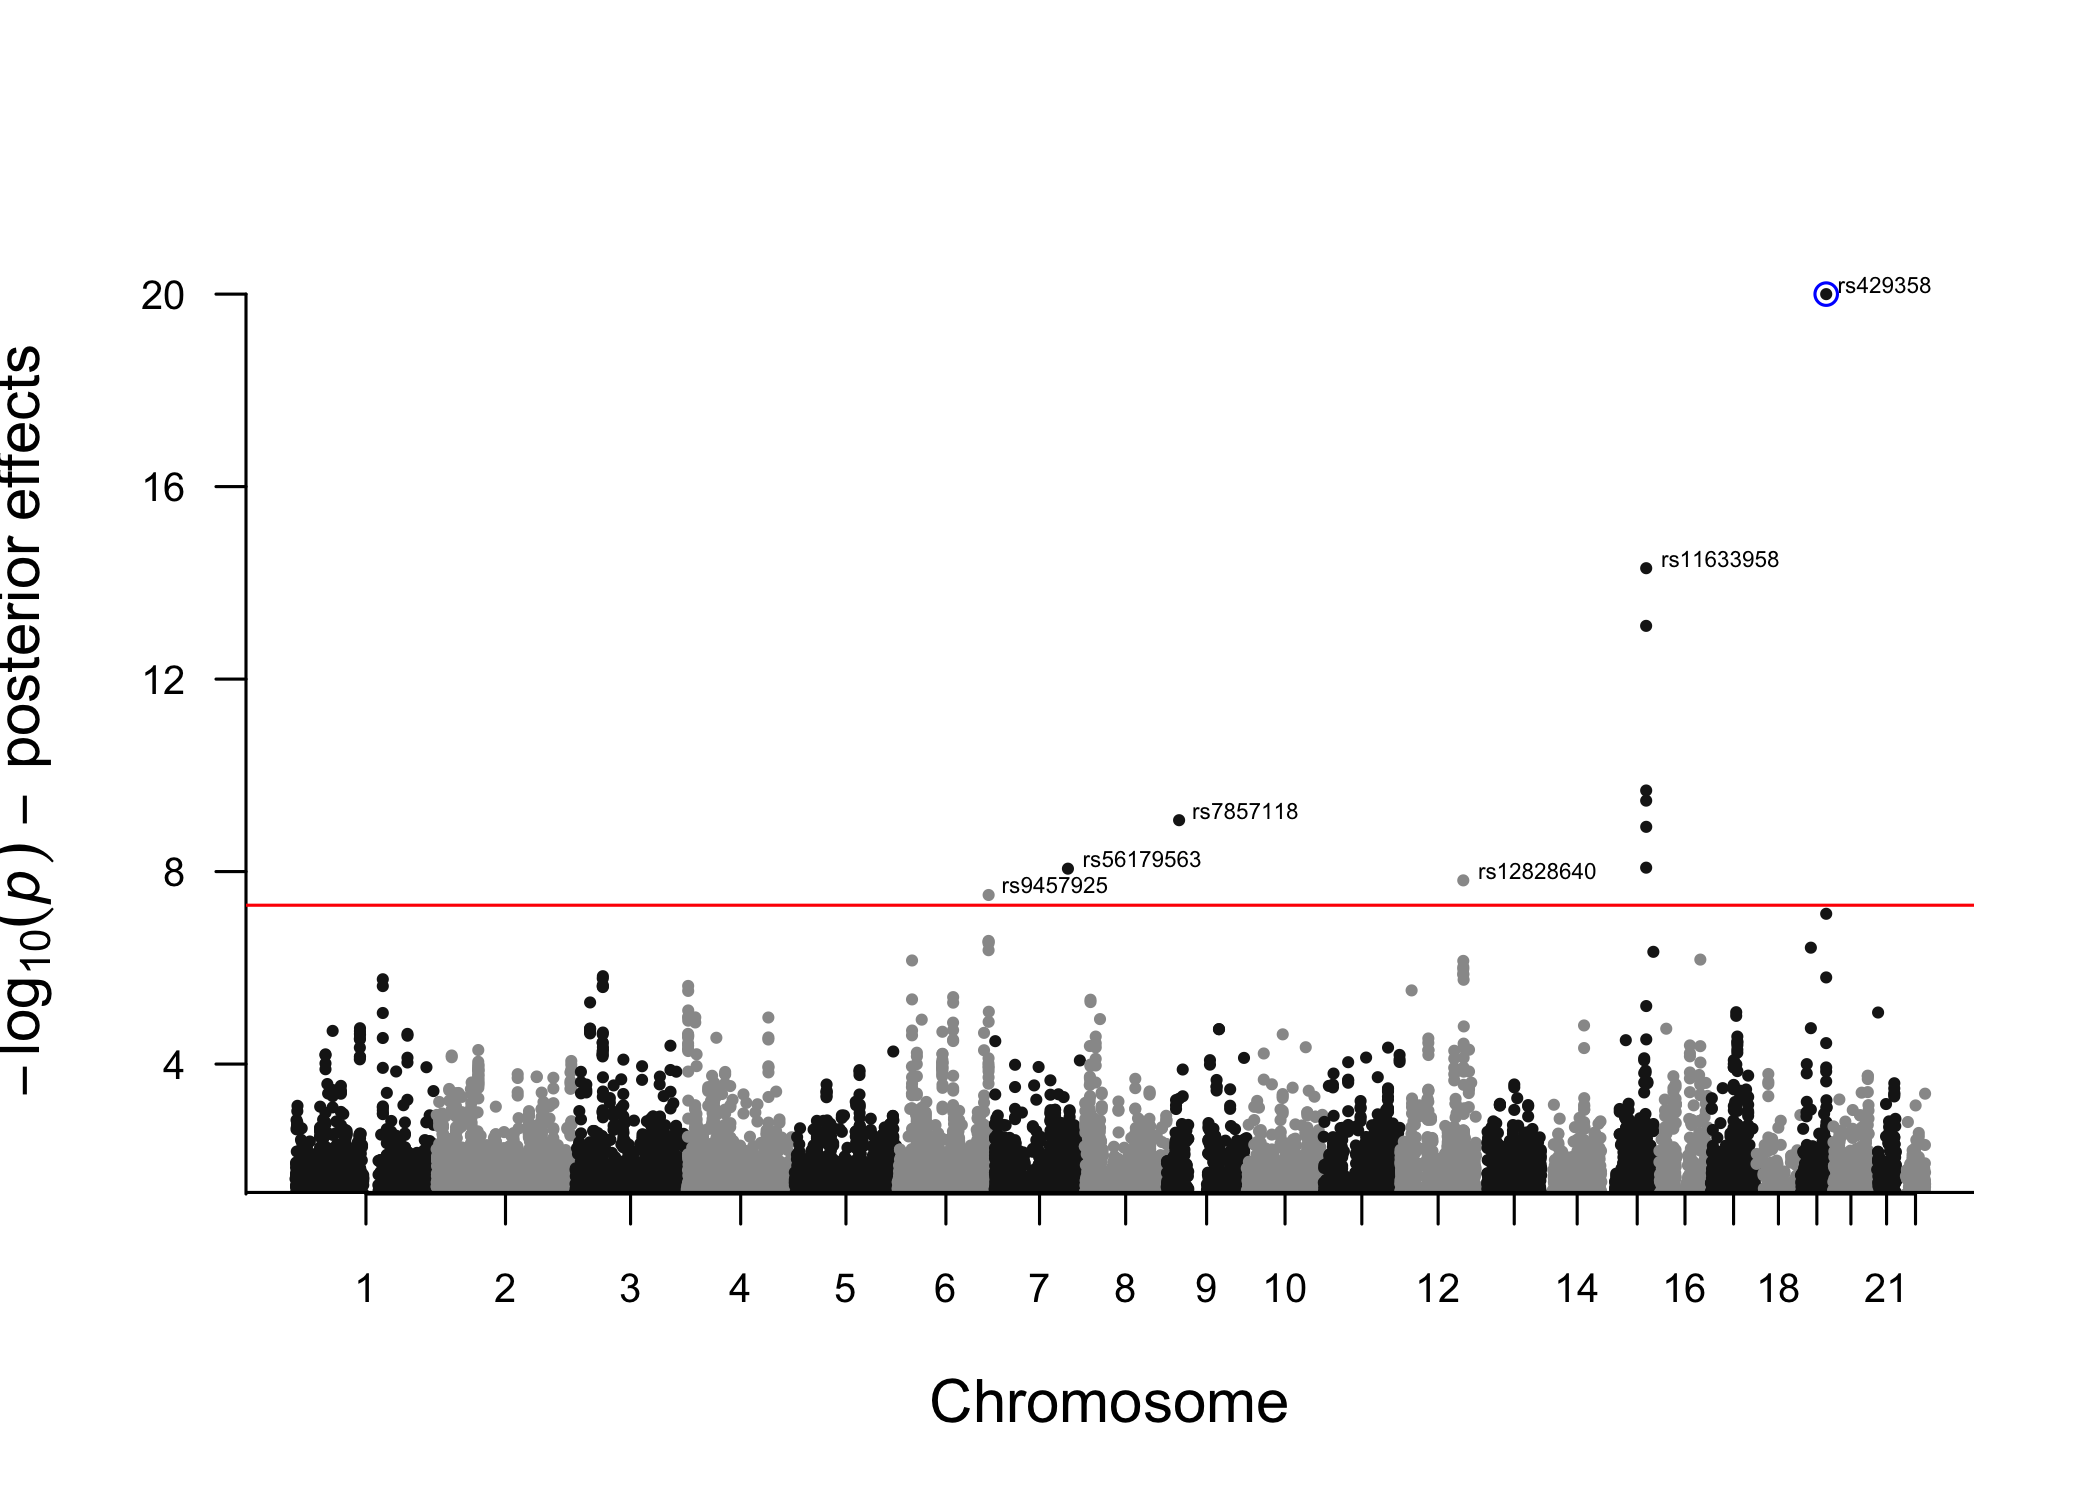 − log10(p) − posterior effects
20
16
12
8
4
rs429358
rs11633958
rs7857118
rs56179563
rs12828640
rs9457925
1 2 3 4 5 6 7 8 9 10 12 14 16 18 21
Chromosome